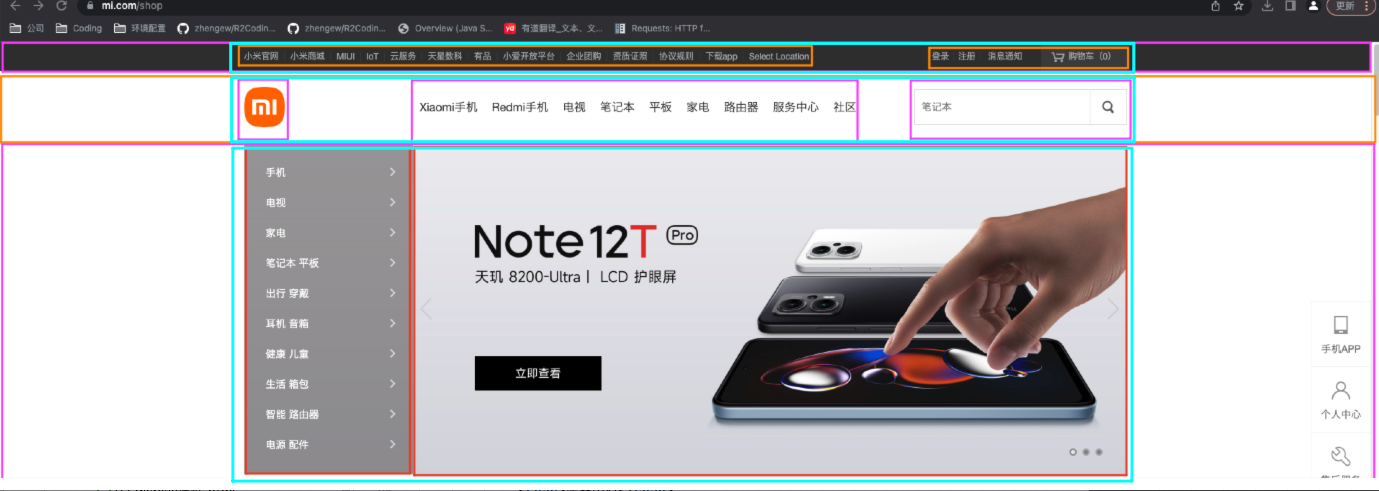 mi.com/shop
更新
公司 Coding 环境配置 zhengew/R2Codin... zhengew/R2Codin... Overview (Java S... 有道翻译_文本、文... Requests: HTTP f...
小米官网 小米商城 MIUI IoT 云服务 天星数科 有品 小爱开放平台 企业团购 资质证照 协议规则 下载app Select Location 登录 注册 消息通知 购物车 (0)
Xiaomi手机 Redmi手机 电视 笔记本 平板 家电 路由器 服务中心 社区 笔记本
手机
电视
家电
笔记本 平板
出行 穿戴
耳机 音箱
健康 儿童
生活 箱包
智能 路由器
电源 配件
Note 12T Pro
天玑 8200-Ultra | LCD 护眼屏
立即查看
手机APP
个人中心